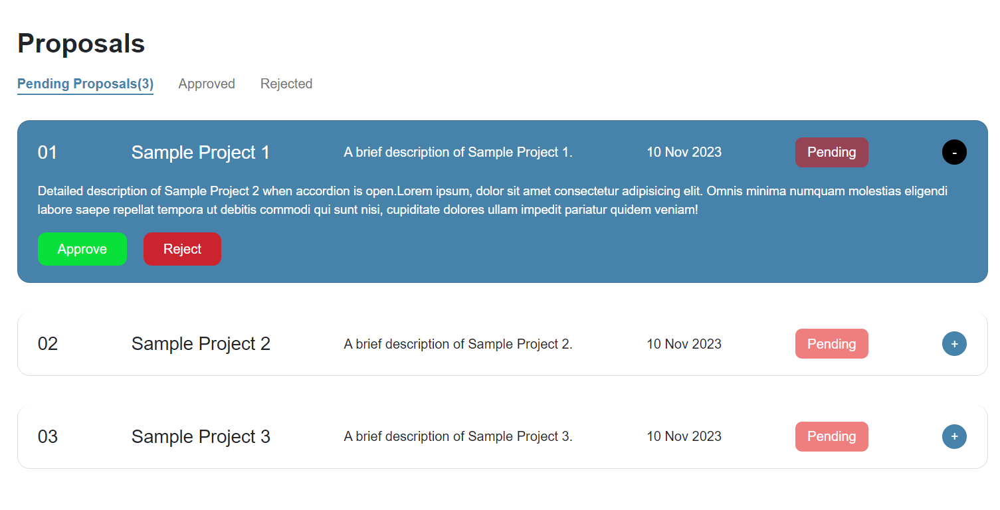 Proposals
Pending Proposals(3) Approved Rejected
01 Sample Project 1 A brief description of Sample Project 1. 10 Nov 2023 Pending -
Detailed description of Sample Project 2 when accordion is open.Lorem ipsum, dolor sit amet consectetur adipisicing elit. Omnis minima numquam molestias eligendi
labore saepe repellat tempora ut debitis commodi qui sunt nisi, cupiditate dolores ullam impedit pariatur quidem veniam!
Approve Reject
02 Sample Project 2 A brief description of Sample Project 2. 10 Nov 2023 Pending +
03 Sample Project 3 A brief description of Sample Project 3. 10 Nov 2023 Pending +